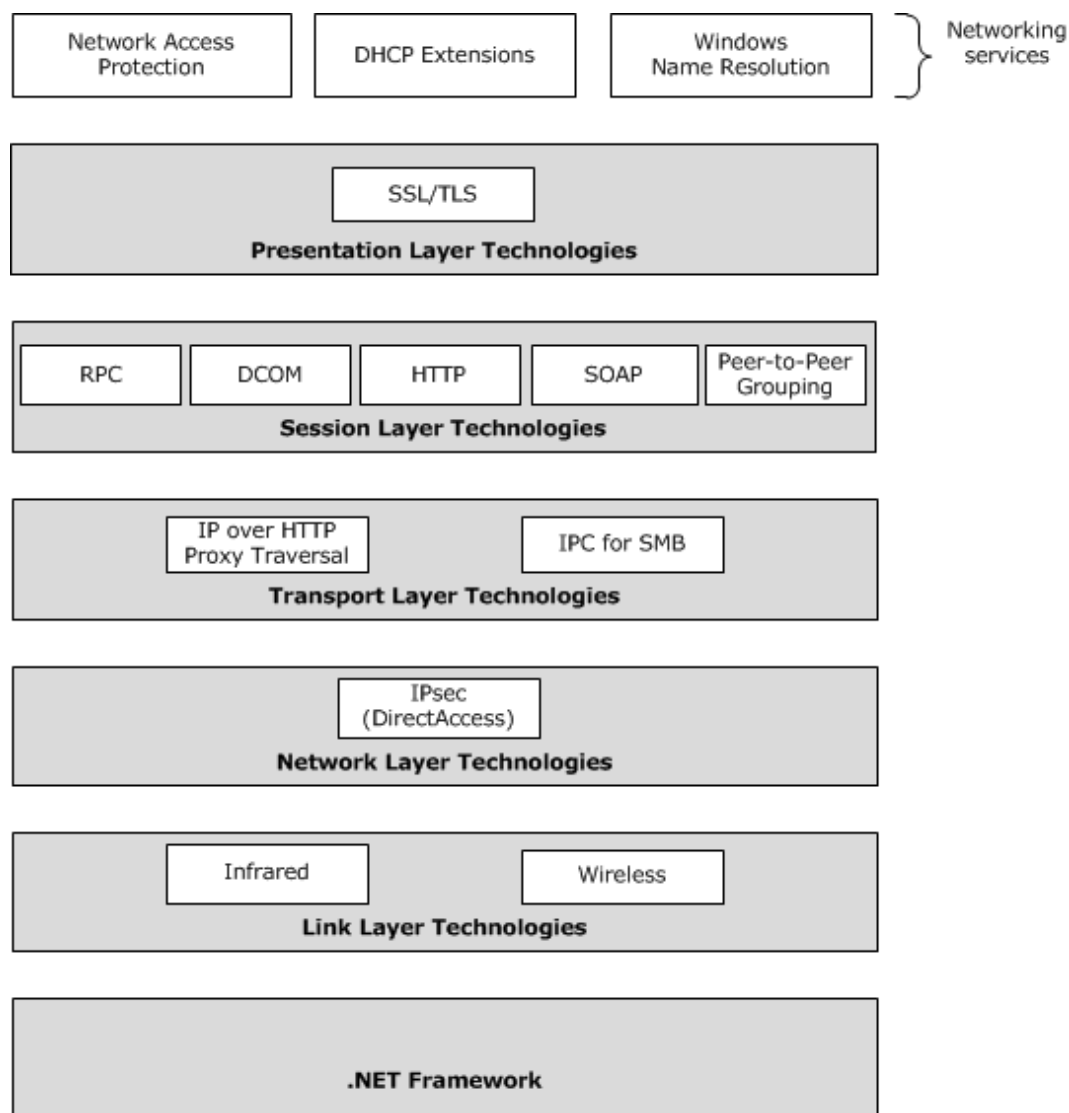 Network Access
Protection
DHCP Extensions
Windows
Name Resolution
Networking
services
SSL/TLS
Presentation Layer Technologies
RPC
DCOM
HTTP
SOAP
Peer-to-Peer
Grouping
Session Layer Technologies
IP over HTTP
Proxy Traversal
IPC for SMB
Transport Layer Technologies
IPsec
(DirectAccess)
Network Layer Technologies
Infrared
Wireless
Link Layer Technologies
.NET Framework